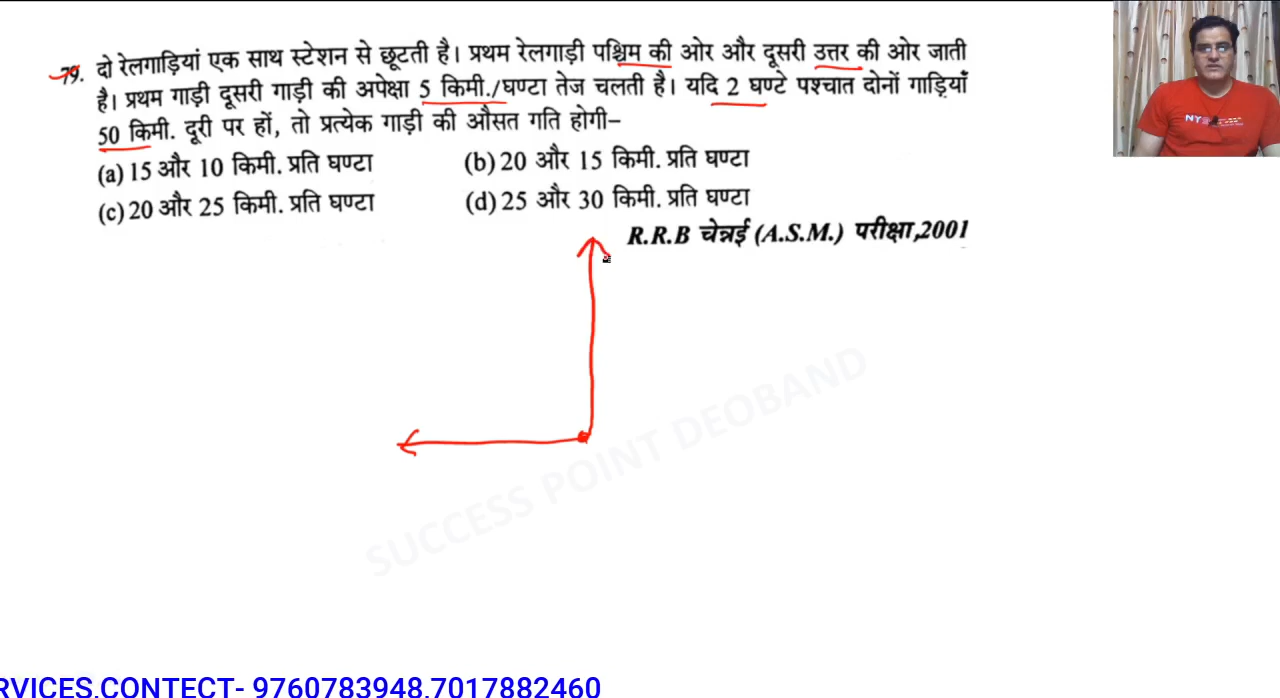 79. दो रेलगाड़ियां एक साथ स्टेशन से छूटती है। प्रथम रेलगाड़ी पश्चिम की ओर और दूसरी उत्तर की ओर जाती
है। प्रथम गाड़ी दूसरी गाड़ी की अपेक्षा 5 किमी./घण्टा तेज चलती है। यदि 2 घण्टे पश्चात दोनों गाड़ियाँ
50 किमी. दूरी पर हों, तो प्रत्येक गाड़ी की औसत गति होगी–
(a) 15 और 10 किमी. प्रति घण्टा
(b) 20 और 15 किमी. प्रति घण्टा
(c) 20 और 25 किमी. प्रति घण्टा
(d) 25 और 30 किमी. प्रति घण्टा
R.R.B चेन्नई (A.S.M.) परीक्षा,2001
SUCCESS POINT DEOBAND
RVICES,CONTECT- 9760783948,7017882460